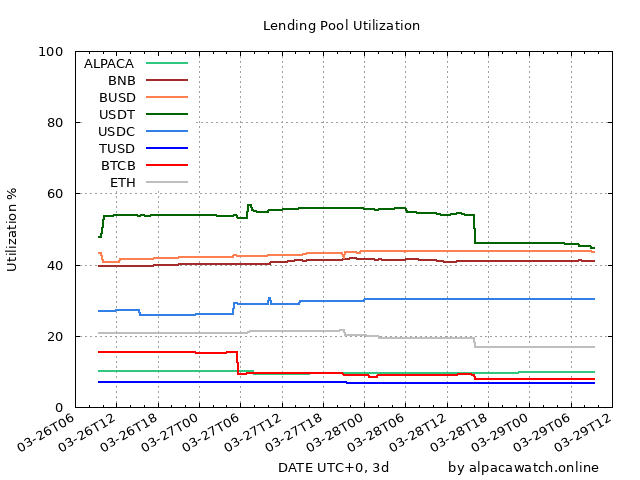 Lending Pool Utilization
100
80
60
40
20
0
Utilization %
ALPACA
BNB
BUSD
USDT
USDC
TUSD
BTCB
ETH
03-26T06
03-26T12
03-26T18
03-27T00
03-27T06
03-27T12
03-27T18
03-28T00
03-28T06
03-28T12
03-28T18
03-29T00
03-29T06
03-29T12
DATE UTC+0, 3d
by alpacawatch.online